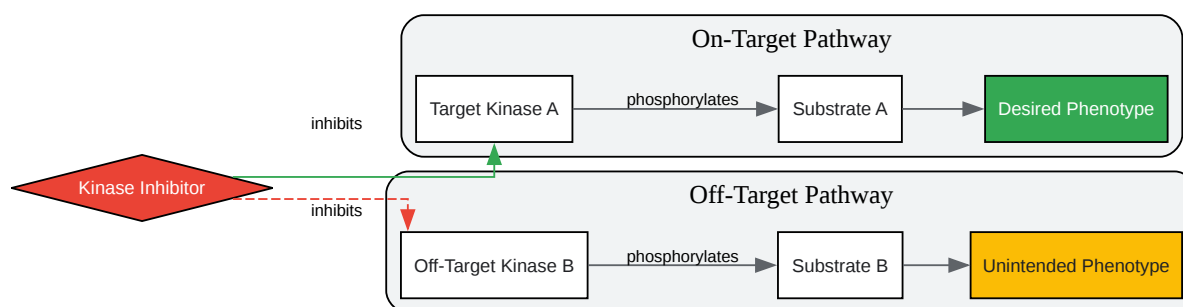 On-Target Pathway
Target Kinase A
phosphorylates
Substrate A
Desired Phenotype
inhibits
Kinase Inhibitor
inhibits
Off-Target Pathway
Off-Target Kinase B
phosphorylates
Substrate B
Unintended Phenotype